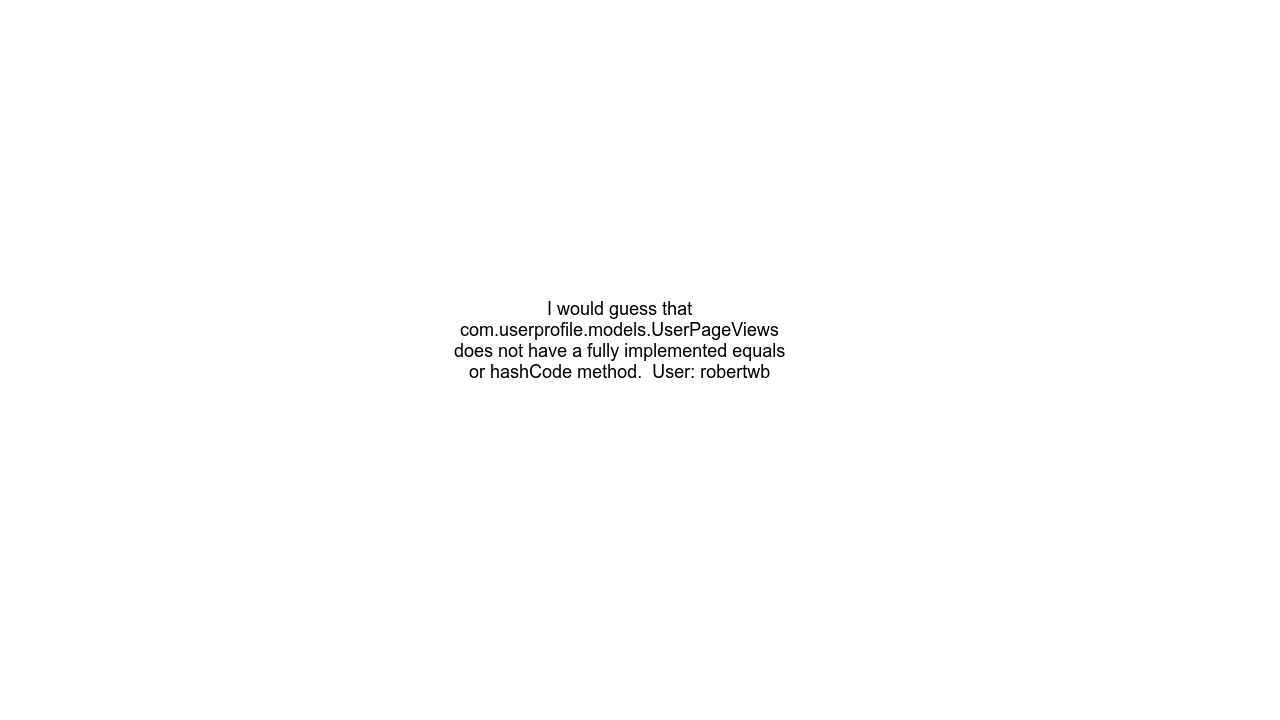 I would guess that
com.userprofile.models.UserPageViews
does not have a fully implemented equals
or hashCode method.  User: robertwb